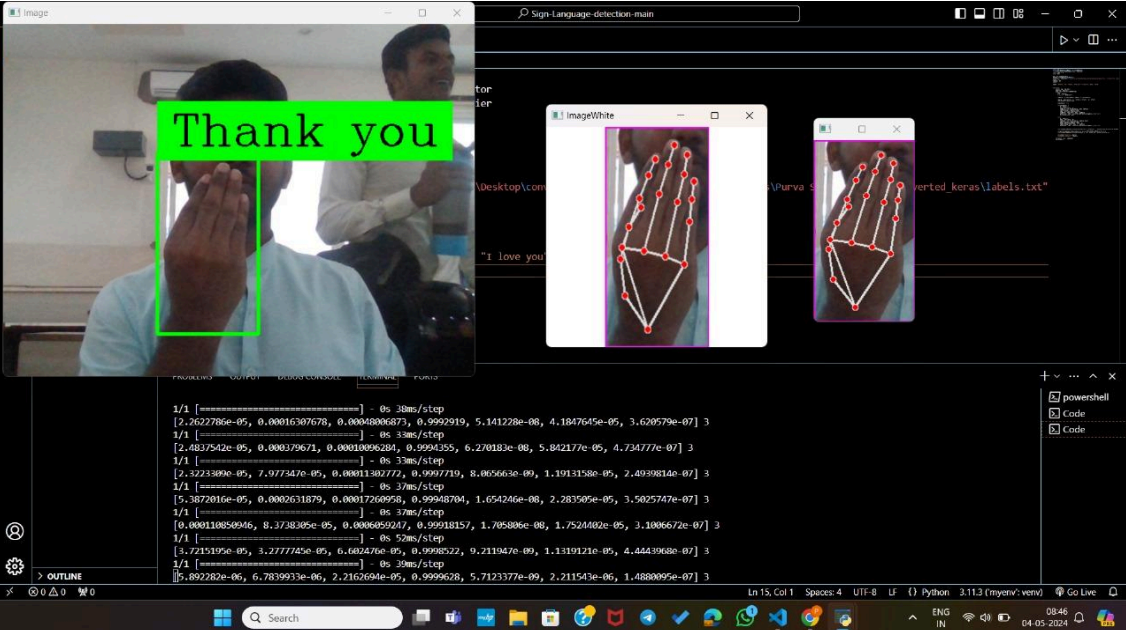 Image
Sign-Language-detection-main
Thank you
tor
ier
ImageWhite
\Desktop\con
s\Purva S
verted_keras\labels.txt"
"I love you"
PROBLEMS OUTPUT DEBUG CONSOLE TERMINAL PORTS
powershell
Code
Code
1/1 [==============================] - 0s 38ms/step
[2.2622786e-05, 0.00016307678, 0.00048006873, 0.9992919, 5.141228e-08, 4.1847645e-05, 3.620579e-07] 3
1/1 [==============================] - 0s 33ms/step
[2.4837542e-05, 0.000379671, 0.00010096284, 0.9994355, 6.270183e-08, 5.842177e-05, 4.734777e-07] 3
1/1 [==============================] - 0s 33ms/step
[2.3223309e-05, 7.977347e-05, 0.00011302772, 0.9997719, 8.065663e-09, 1.1913158e-05, 2.4939814e-07] 3
1/1 [==============================] - 0s 37ms/step
[5.3872016e-05, 0.0002631879, 0.00017260958, 0.99948704, 1.654246e-08, 2.283505e-05, 3.5025747e-07] 3
1/1 [==============================] - 0s 37ms/step
[0.000110850946, 8.3738305e-05, 0.0006059247, 0.99918157, 1.705806e-08, 1.7524402e-05, 3.1006672e-07] 3
1/1 [==============================] - 0s 52ms/step
[3.7215195e-05, 3.2777745e-05, 6.602476e-05, 0.9998522, 9.211947e-09, 1.1319121e-05, 4.4443968e-07] 3
1/1 [==============================] - 0s 39ms/step
[5.892282e-06, 6.7839933e-06, 2.2162694e-05, 0.9999628, 5.7123377e-09, 2.211543e-06, 1.4880095e-07] 3
OUTLINE
0 0 0
Ln 15, Col 1 Spaces: 4 UTF-8 LF {} Python 3.11.3 ('myenv': venv) Go Live
Search
ENG
IN
08:46
04-05-2024